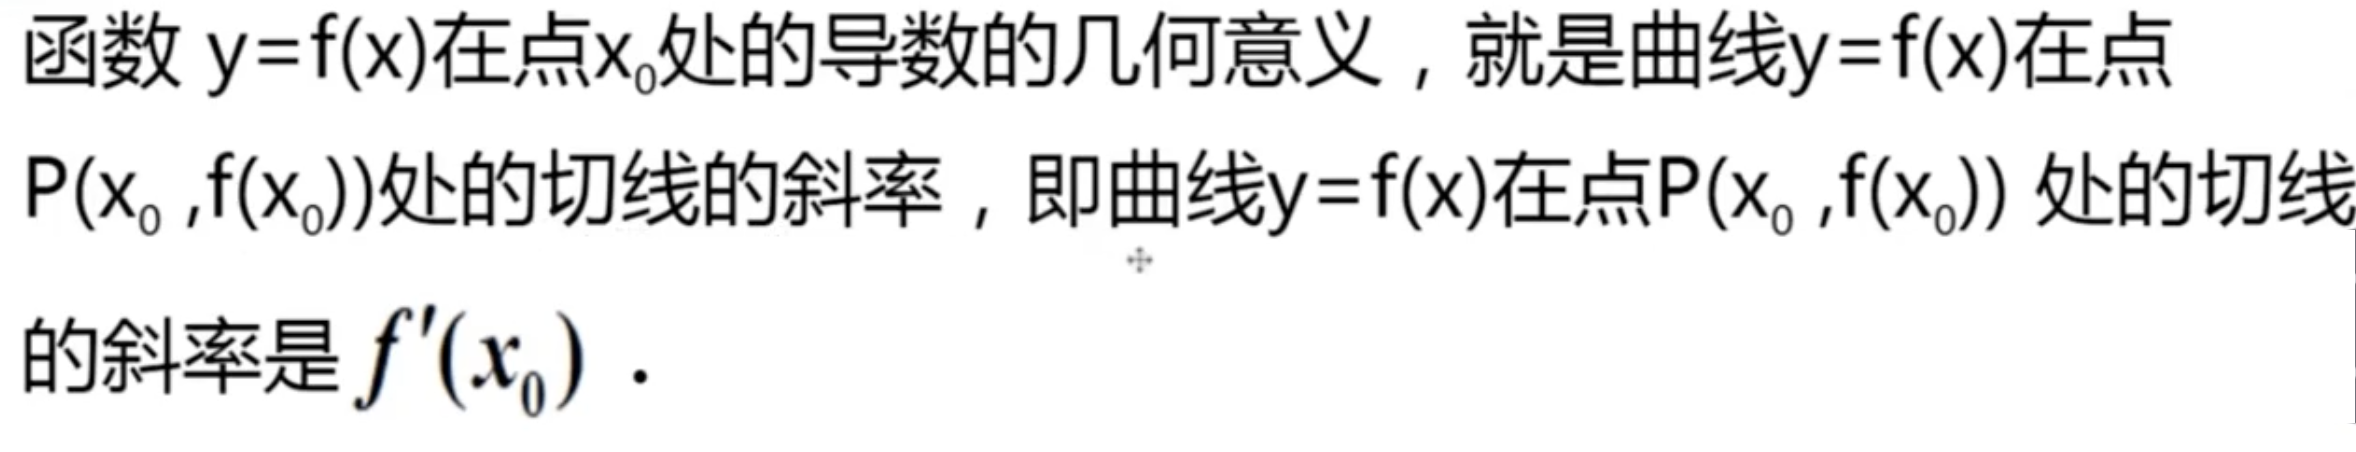 函数 y=f(x)在点x₀处的导数的几何意义，就是曲线y=f(x)在点
P(x₀ ,f(x₀))处的切线的斜率，即曲线y=f(x)在点P(x₀ ,f(x₀)) 处的切线
的斜率是 f′(x₀) ．